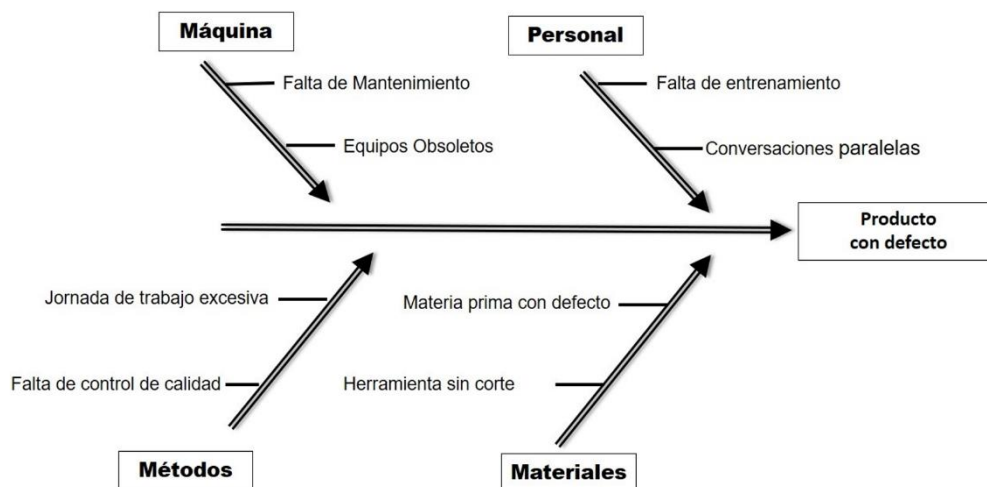 Máquina
Personal
Falta de Mantenimiento
Falta de entrenamiento
Equipos Obsoletos
Conversaciones paralelas
Producto
con defecto
Jornada de trabajo excesiva
Materia prima con defecto
Falta de control de calidad
Herramienta sin corte
Métodos
Materiales